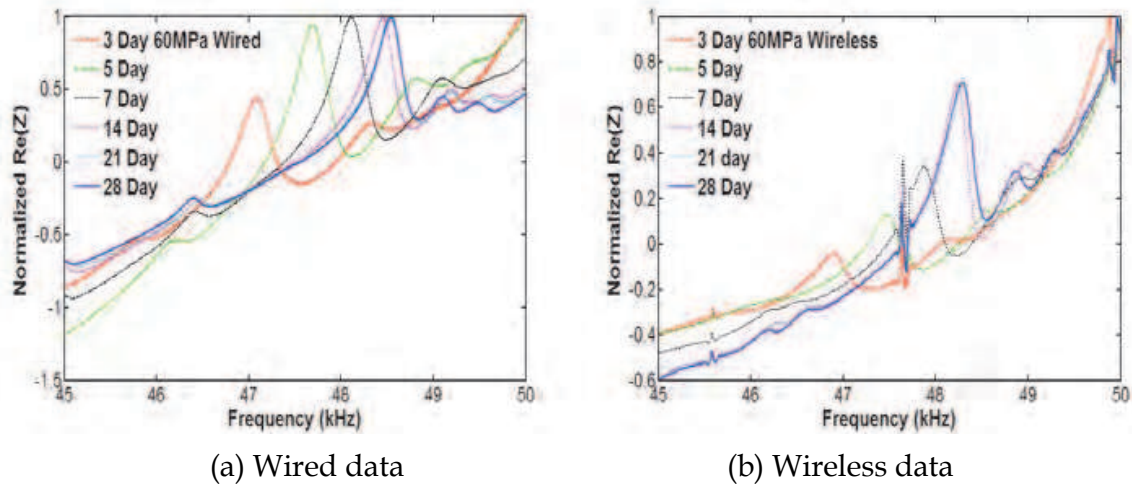 1
0.5
0
-0.5
-1
-1.5
Normalized Re(Z)
3 Day 60MPa Wired
5 Day
7 Day
14 Day
21 Day
28 Day
45 46 47 48 49 50
Frequency (kHz)
(a) Wired data
1
0.8
0.6
0.4
0.2
0
-0.2
-0.4
-0.6
Normalized Re(Z)
3 Day 60MPa Wireless
5 Day
7 Day
14 Day
21 day
28 Day
45 46 47 48 49 50
Frequency (kHz)
(b) Wireless data